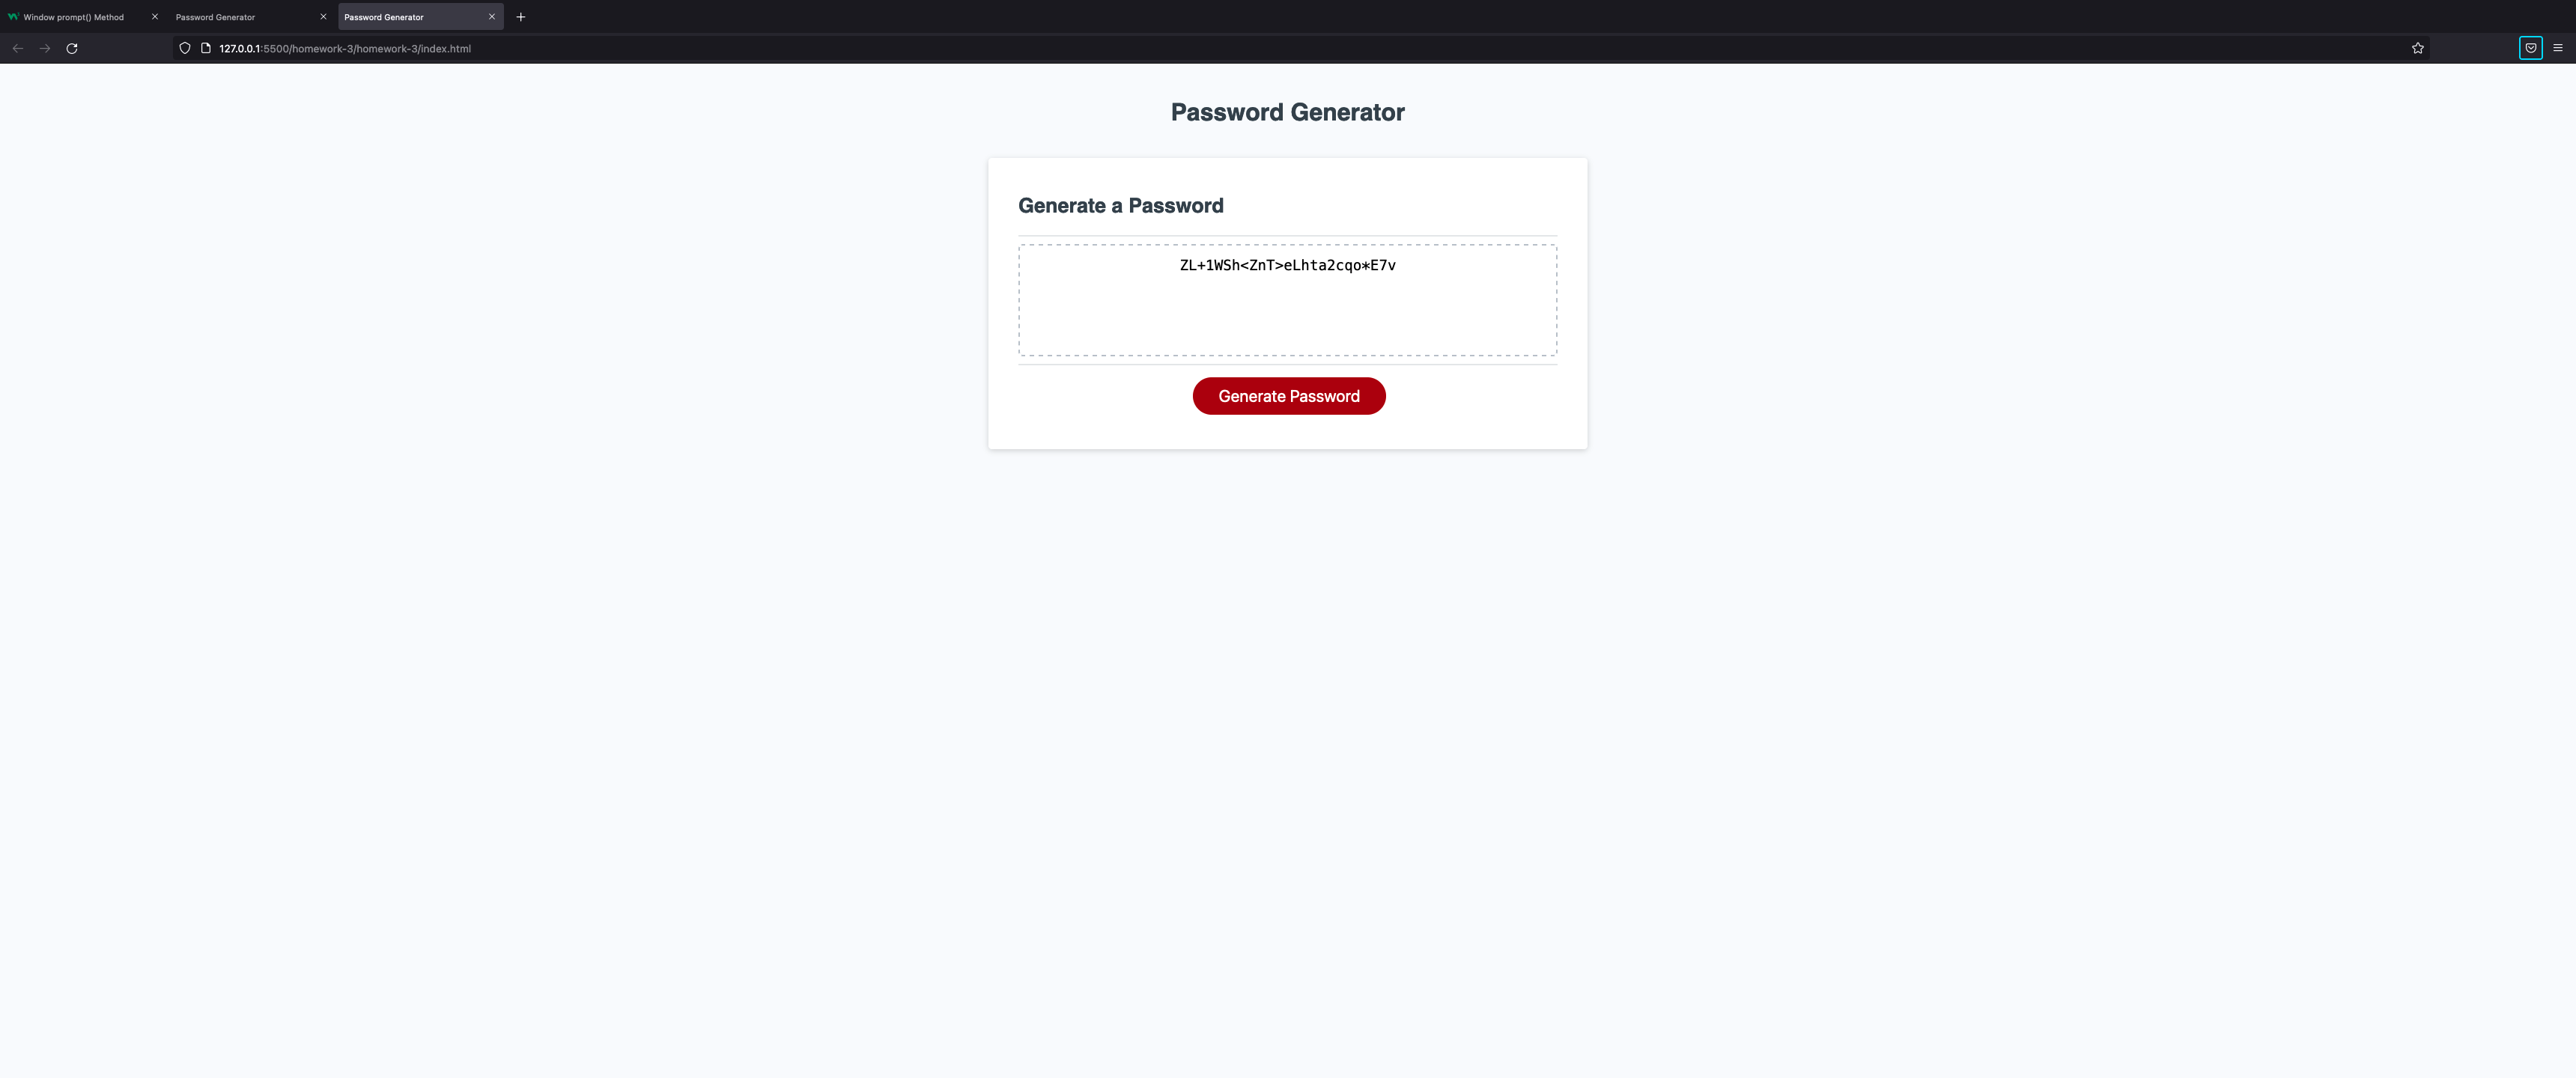 Window prompt() Method
Password Generator
Password Generator
127.0.0.1:5500/homework-3/homework-3/index.html
Password Generator
Generate a Password
ZL+1WSh<ZnT>eLhta2cqo*E7v
Generate Password